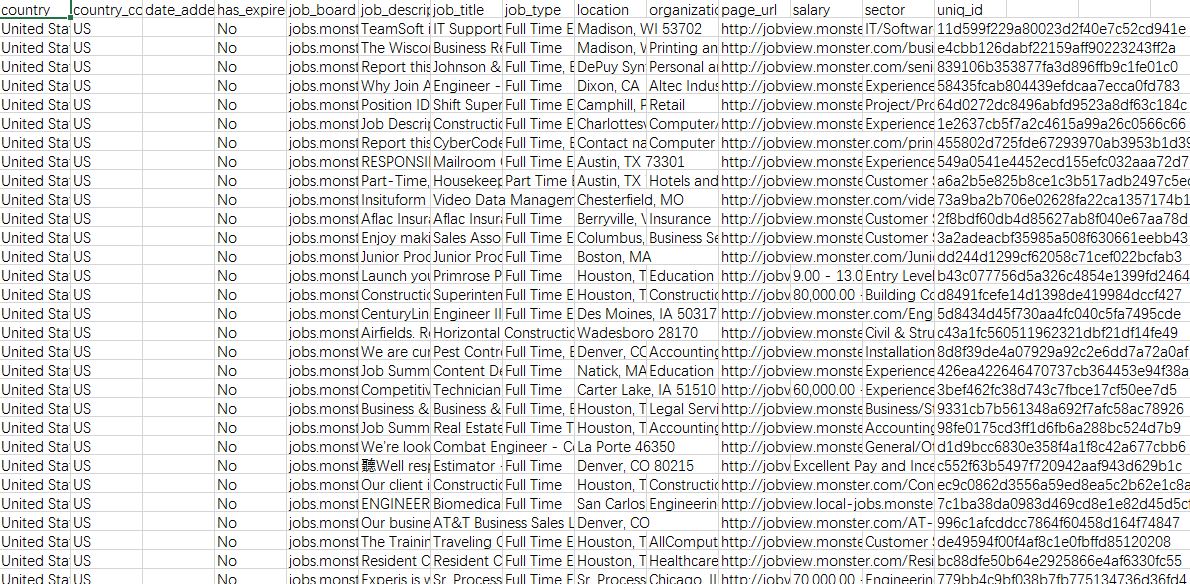 country country_cc date_adde has_expire job_board job_descrip job_title job_type location organizatic page_url salary sector uniq_id
United Sta US No jobs.monst TeamSoft i IT Support Full Time E Madison, WI 53702 http://jobview.monste IT/Softwar 11d599f229a80023d2f40e7c52cd941e
United Sta US No jobs.monst The Wiscor Business Re Full Time Madison, W Printing an http://jobview.monster.com/busi e4cbb126dabf22159aff90223243ff2a
United Sta US No jobs.monst Report this Johnson & Full Time, E DePuy Syn Personal a http://jobview.monster.com/seni 839106b353877fa3d896ffb9c1fe01c0
United Sta US No jobs.monst Why Join A Engineer - Full Time Dixon, CA Altec Indus http://jobview.monste Experience 58435fcab804439efdcaa7ecca0fd783
United Sta US No jobs.monst Position ID Shift Super Full Time E Camphill, P Retail http://jobview.monste Project/Pro 64d0272dc8496abfd9523a8df63c184c
United Sta US No jobs.monst Job Descrip Constructic Full Time E Charlottesv Computer/ http://jobview.monste Experience 1e2637cb5f7a2c4615a99a26c0566c66
United Sta US No jobs.monst Report this CyberCode Full Time, E Contact na Computer http://jobview.monster.com/prin 455802d725fde67293970ab3953b1d39
United Sta US No jobs.monst RESPONSII Mailroom Full Time Austin, TX 73301 http://jobview.monste Experience 549a0541e4452ecd155efc032aaa72d7
United Sta US No jobs.monst Part-Time, Housekeep Part Time Austin, TX Hotels and http://jobview.monste Customer a6a2b5e825b8ce1c3b517adb2497c5ed
United Sta US No jobs.monst Insituform Video Data Managem Chesterfield, MO http://jobview.monster.com/vide 73a9ba2b706e02628fa22ca1357174b1
United Sta US No jobs.monst Aflac Insura Aflac Insura Full Time Berryville, Insurance http://jobview.monste Customer 2f8bdf60db4d85627ab8f040e67aa78d
United Sta US No jobs.monst Enjoy maki Sales Asso Full Time E Columbus, Business Se http://jobview.monste Customer 3a2adeacbf35985a508f630661eebb43
United Sta US No jobs.monst Junior Proc Junior Proc Full Time Boston, MA http://jobview.monster.com/Juni dd244d1299cf62058c71cef022bcfab3
United Sta US No jobs.monst Launch you Primrose P Full Time Houston, T Education http://jobv 9.00 - 13.0 Entry Level b43c077756d5a326c4854e1399fd2464
United Sta US No jobs.monst Constructic Superinten Full Time E Houston, T Constructic http://jobv 80,000.00 - Building Co d8491fcefe14d1398de419984dccf427
United Sta US No jobs.monst CenturyLin Engineer II Full Time E Des Moines, IA 50317 http://jobview.monster.com/Eng 5d8434d45f730aa4fc040c5fa7495cde
United Sta US No jobs.monst Airfields. R Horizontal Constructic Wadesboro 28170 http://jobview.monste Civil & Stru c43a1fc560511962321dbf21df14fe49
United Sta US No jobs.monst We are cur Pest Contr Full Time, E Denver, CO Accounting http://jobview.monste Installation 8d8f39de4a07929a92c2e6dd7a72a0af
United Sta US No jobs.monst Job Summ Content De Full Time Natick, MA Education http://jobview.monste Experience 426ea422646470737cb364453e94f38a
United Sta US No jobs.monst Competitiv Technician Full Time E Carter Lake, IA 51510 http://jobv 60,000.00 - Experience 3bef462fc38d743c7fbce17cf50ee7d5
United Sta US No jobs.monst Business & Business & Full Time, E Houston, T Legal Servi http://jobview.monste Business/St 9331cb7b561348a692f7afc58ac78926
United Sta US No jobs.monst Job Summ Real Estate Full Time T Houston, T http://jobview.monste Accounting 98fe0175cd3ff1d6fb6a288bc524d7b9
United Sta US No jobs.monst We're look Combat Engineer - Co La Porte 46350 http://jobview.monste General/Ot d1d9bcc6830e358f4a1f8c42a677cbb6
United Sta US No jobs.monst 聽Well resp Estimator - Full Time Denver, CO 80215 http://jobv Excellent Pay and Ince c552f63b5497f720942aaf943d629b1c
United Sta US No jobs.monst Our client i Constructic Full Time Houston, T Constructic http://jobview.monster.com/Con ec9c0862d3556a59ed8ea5c2b62e1c8a
United Sta US No jobs.monst ENGINEER Biomedica Full Time San Carlos Engineerin http://jobview.local-jobs.monste 7c1ba38da0983d469cd8e1e82d45d5cf
United Sta US No jobs.monst Our busine AT&T Business Sales L Denver, CO http://jobview.monster.com/AT- 996c1afcddcc7864f60458d164f74847
United Sta US No jobs.monst The Trainin Traveling C Full Time E Houston, T AllComput http://jobview.monste Customer de49594f00f4af8c1e0fbffd85120208
United Sta US No jobs.monst Resident C Resident C Full Time Houston, T Healthcare http://jobview.monster.com/Resi bc88dfe50b64e2925866e4af6330fc55
United Sta US No jobs.monst Experis is w Sr. Process Full Time Sr. Process Chicago, Il http://jobv 70,000.00 - Engineerin